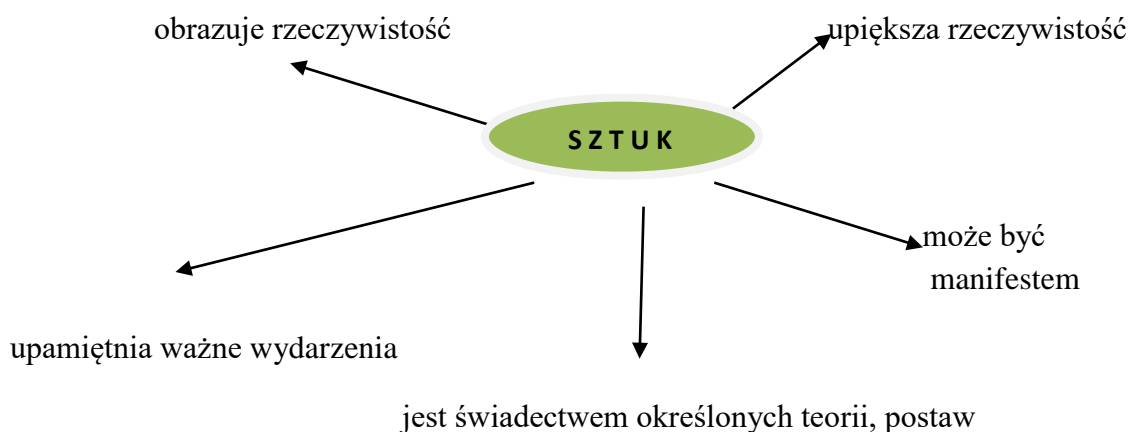 obrazuje rzeczywistość
upiększa rzeczywistość
S Z T U K
może być
manifestem
upamiętnia ważne wydarzenia
jest świadectwem określonych teorii, postaw